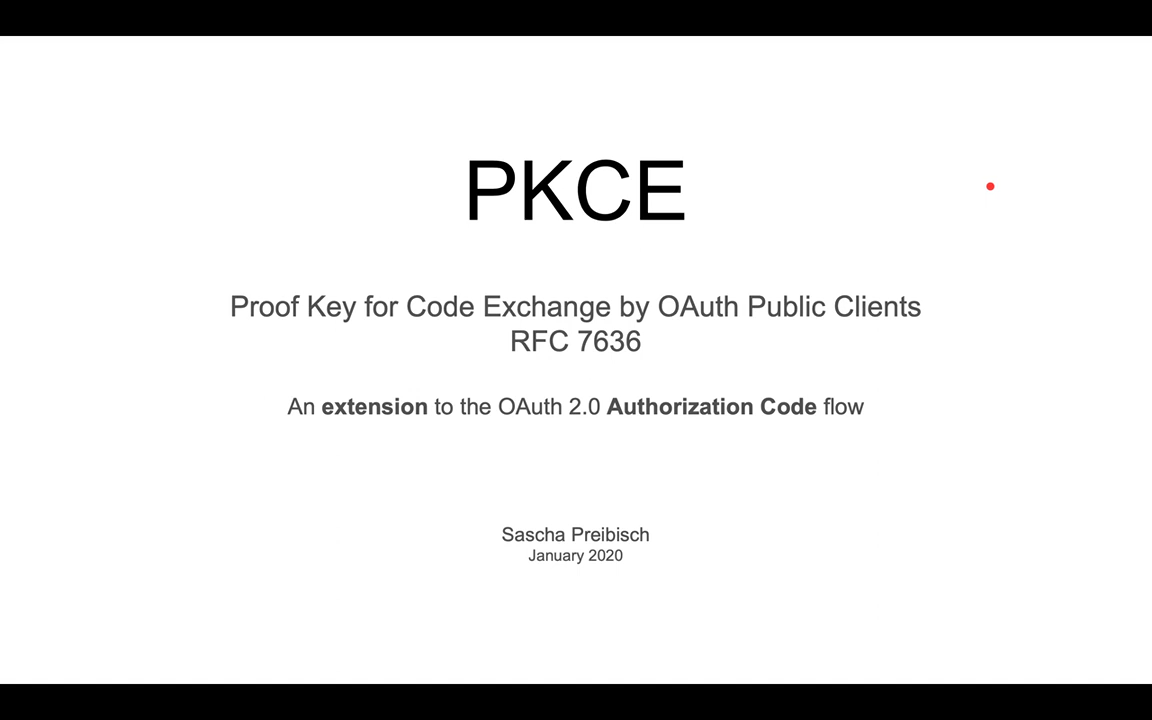 PKCE
Proof Key for Code Exchange by OAuth Public Clients
RFC 7636
An extension to the OAuth 2.0 Authorization Code flow
Sascha Preibisch
January 2020